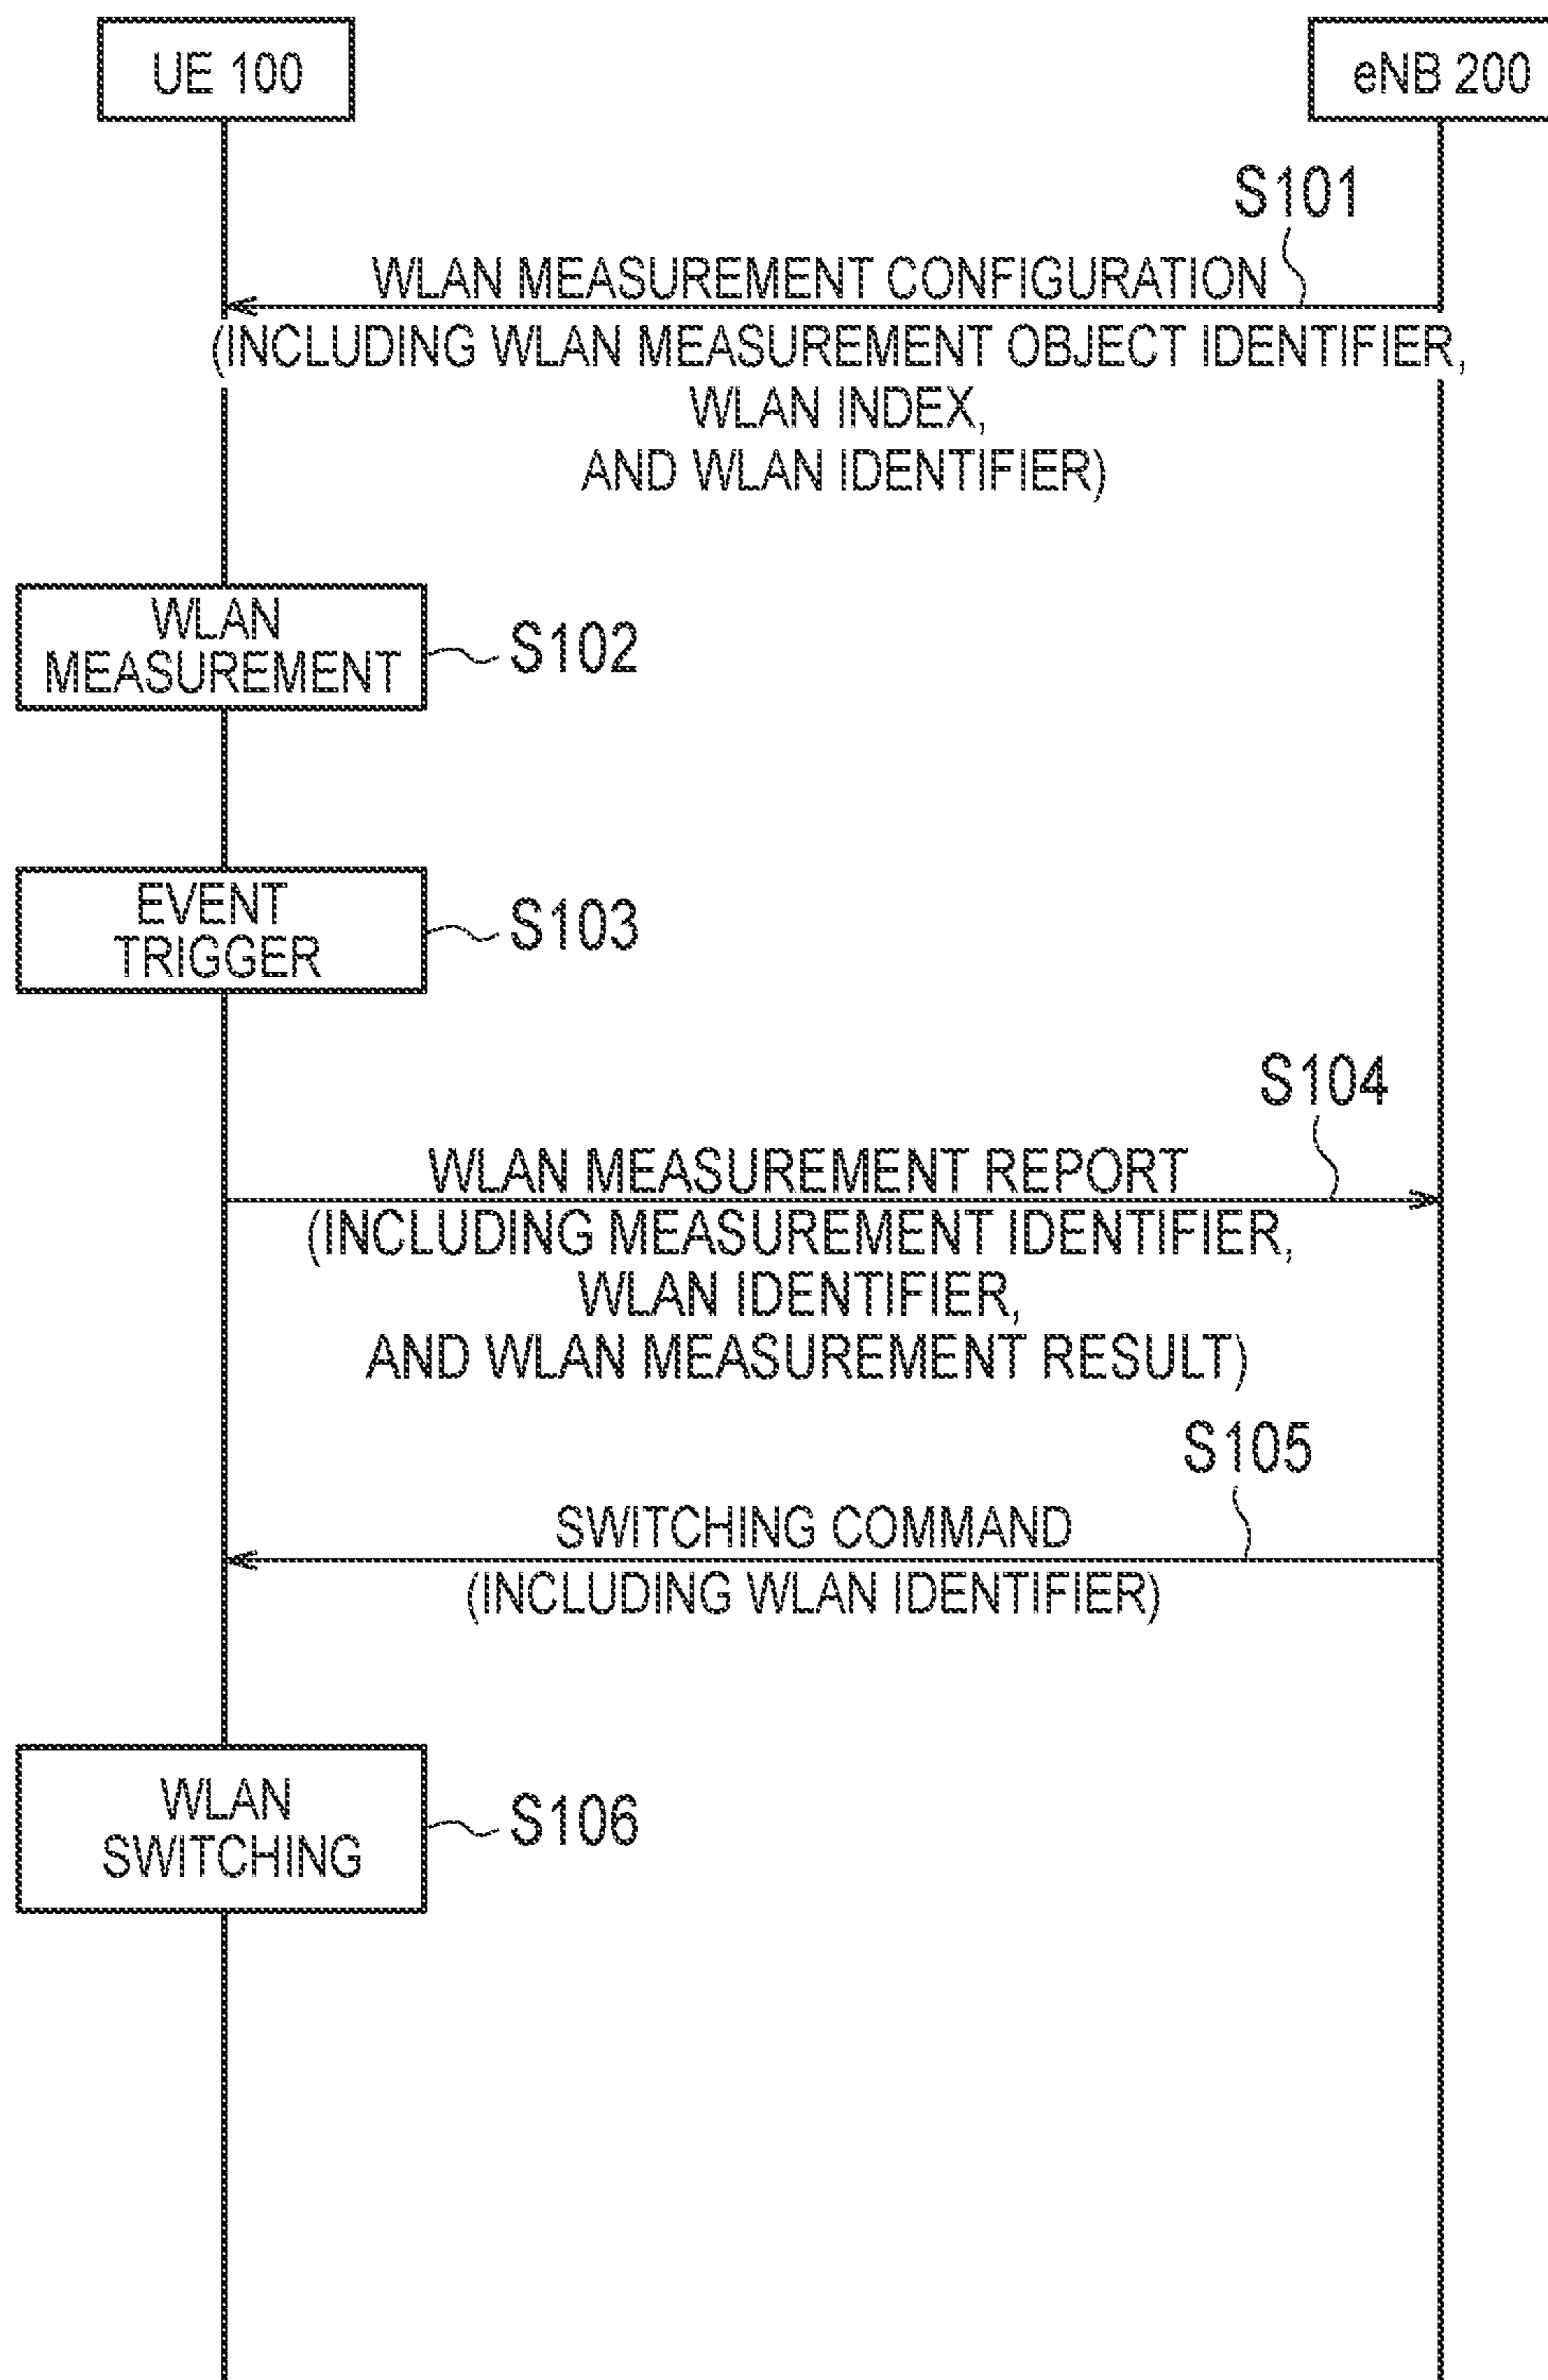 UE 100
eNB 200
S101
WLAN MEASUREMENT CONFIGURATION
(INCLUDING WLAN MEASUREMENT OBJECT IDENTIFIER,
WLAN INDEX,
AND WLAN IDENTIFIER)
WLAN
MEASUREMENT
S102
EVENT
TRIGGER
S103
S104
WLAN MEASUREMENT REPORT
(INCLUDING MEASUREMENT IDENTIFIER,
WLAN IDENTIFIER,
AND WLAN MEASUREMENT RESULT)
S105
SWITCHING COMMAND
(INCLUDING WLAN IDENTIFIER)
WLAN
SWITCHING
S106